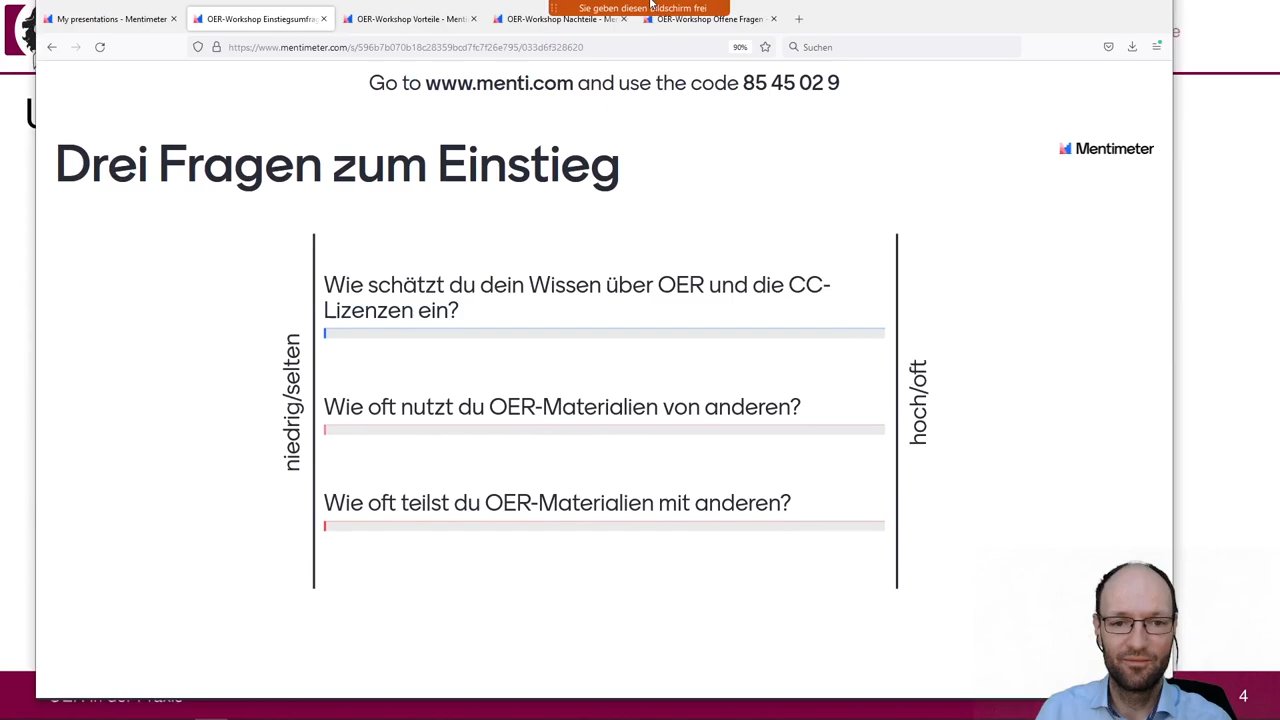 Sie geben diesen Bildschirm frei
My presentations - Mentimeter
OER-Workshop Einstiegsumfra
OER-Workshop Vorteile - Menti
OER-Workshop Nachteile - Me
OER-Workshop Offene Fragen -
https://www.mentimeter.com/s/596b7b070b18c28359bcd7fc7f26e795/033d6f328620
90%
Suchen
Go to www.menti.com and use the code 85 45 02 9
Mentimeter
Drei Fragen zum Einstieg
niedrig/selten
hoch/oft
Wie schätzt du dein Wissen über OER und die CC-
Lizenzen ein?
Wie oft nutzt du OER-Materialien von anderen?
Wie oft teilst du OER-Materialien mit anderen?
4